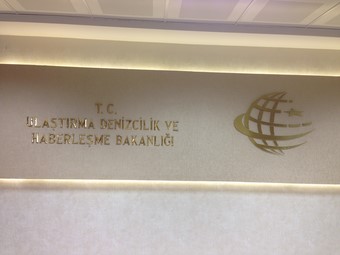 T.C.
ULAŞTIRMA DENİZCİLİK VE
HABERLEŞME BAKANLIĞI